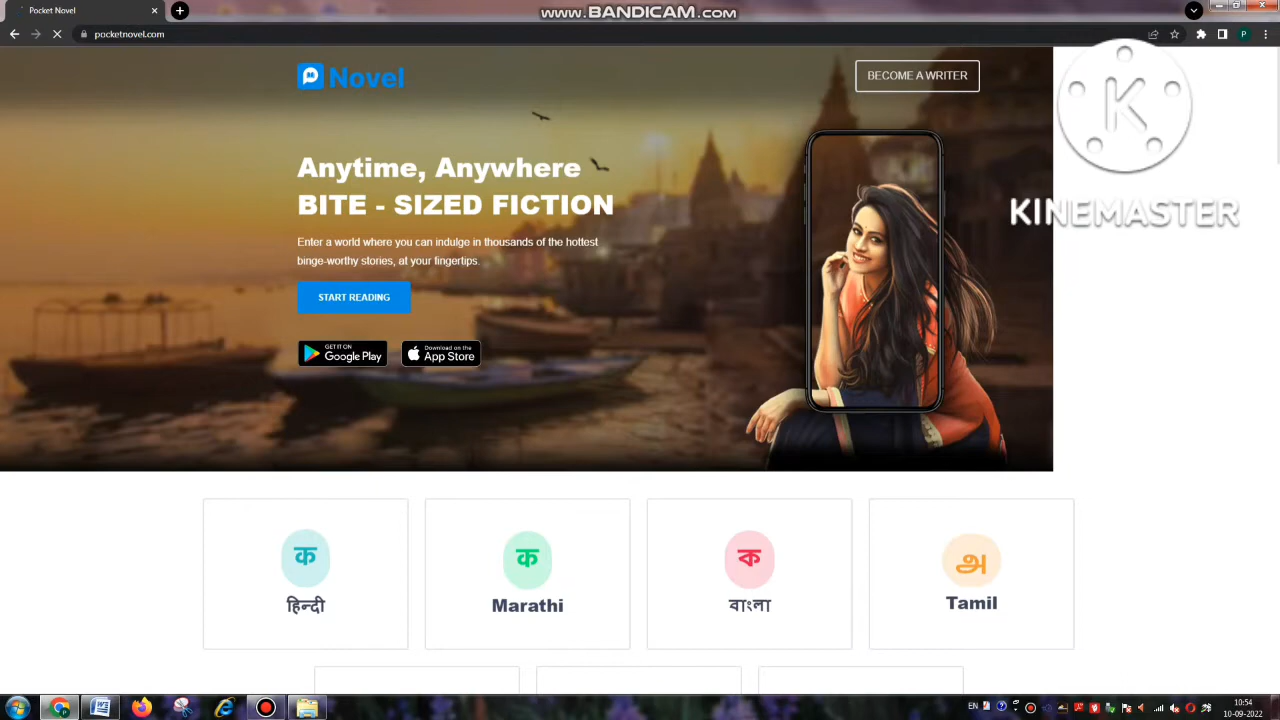 www.BANDICAM.com
Pocket Novel
pocketnovel.com
P
Novel
BECOME A WRITER
K
KINEMASTER
Anytime, Anywhere
BITE - SIZED FICTION
Enter a world where you can indulge in thousands of the hottest
binge-worthy stories, at your fingertips.
START READING
GET IT ON
Google Play
Download on the
App Store
क
हिन्दी
क
Marathi
ক
বাংলা
அ
Tamil
EN
10:54
10-09-2022